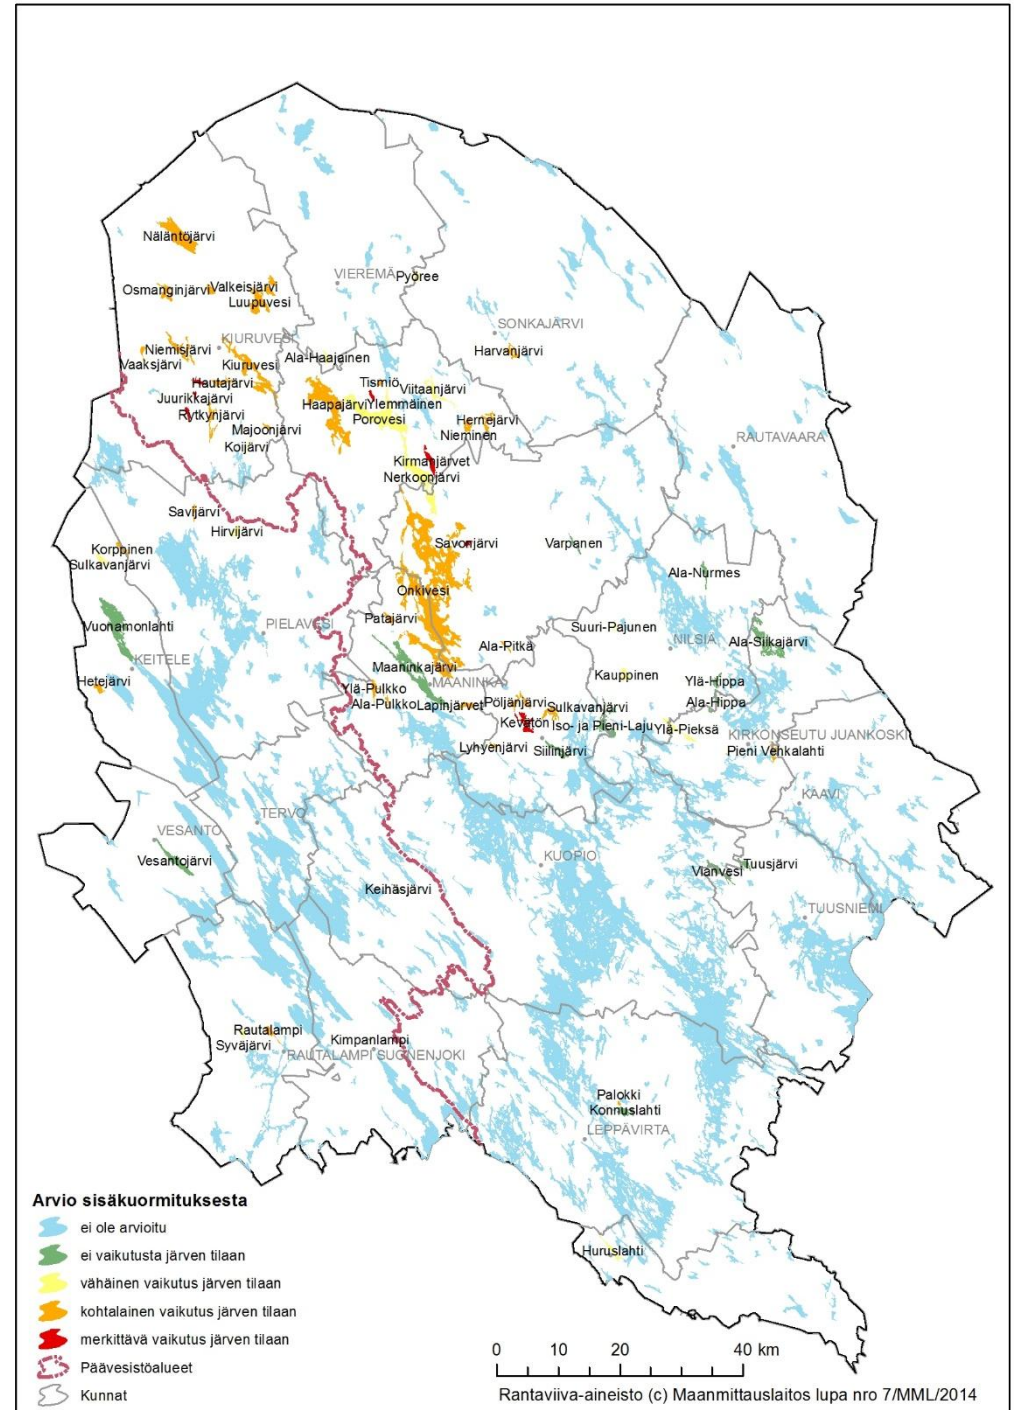 Näläntöjärvi
VIEREMÄ
Pyöree
Osmanginjärvi
Valkeisjärvi
Luupuvesi
SONKAJÄRVI
KIURUVESI
Niemisjärvi
Vaaksjärvi
Kiuruvesi
Ala-Haajainen
Harvanjärvi
Hautajärvi
Juurikkajärvi
Rytkynjärvi
Majoonjärvi
Koijärvi
Tismiö
Viitaanjärvi
Haapajärvi
Ylemmäinen
Porovesi
Hernejärvi
Nieminen
RAUTAVAARA
Kirmanjärvet
Nerkoonjärvi
Savijärvi
Hirvijärvi
Korppinen
Sulkavanjärvi
Savonjärvi
Varpanen
Ala-Nurmes
Onkivesi
Vuonamonlahti
PIELAVESI
Patajärvi
Suuri-Pajunen
NILSIÄ
Ala-Siikajärvi
Ala-Pitkä
KEITELE
Maaninkajärvi
MAANINKA
Kauppinen
Ylä-Hippa
Hetejärvi
Ylä-Pulkko
Ala-Pulkko
Lapinjärvet
Pöljänjärvi
Sulkavanjärvi
Ala-Hippa
Kevätön
Iso- ja Pieni-Laju
Ylä-Pieksä
KIRKONSEUTU JUANKOSKI
Lyhyenjärvi
Siilinjärvi
Pieni Vehkalahti
KAAVI
TERVO
VESANTO
Vesantojärvi
KUOPIO
Vianvesi
Tuusjärvi
Keihäsjärvi
TUUSNIEMI
Rautalampi
Syväjärvi
Kimpanlampi
RAUTALAMPI SUONENJOKI
Palokki
Konnuslahti
LEPPÄVIRTA
Huruslahti
Arvio sisäkuormituksesta
ei ole arvioitu
ei vaikutusta järven tilaan
vähäinen vaikutus järven tilaan
kohtalainen vaikutus järven tilaan
merkittävä vaikutus järven tilaan
Päävesistöalueet
Kunnat
0 10 20 40 km
Rantaviiva-aineisto (c) Maanmittauslaitos lupa nro 7/MML/2014